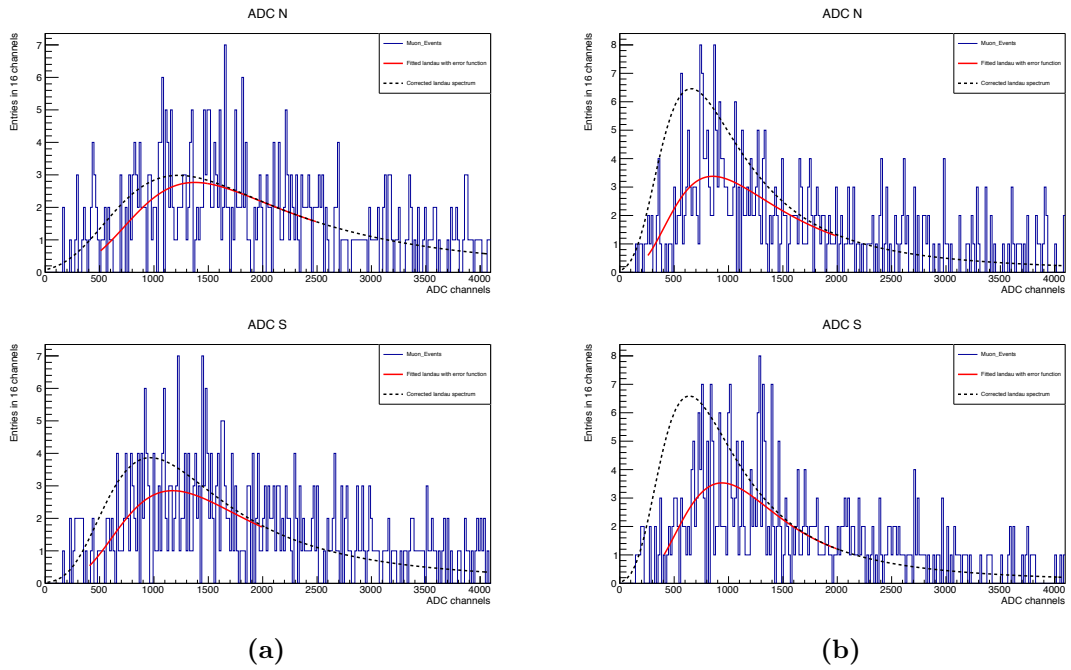 ADC N
Entries in 16 channels
7
6
5
4
3
2
1
0
Muon_Events
Fitted landau with error function
Corrected landau spectrum
0 500 1000 1500 2000 2500 3000 3500 4000
ADC channels
ADC N
Entries in 16 channels
8
7
6
5
4
3
2
1
0
Muon_Events
Fitted landau with error function
Corrected landau spectrum
0 500 1000 1500 2000 2500 3000 3500 4000
ADC channels
ADC S
Entries in 16 channels
7
6
5
4
3
2
1
0
Muon_Events
Fitted landau with error function
Corrected landau spectrum
0 500 1000 1500 2000 2500 3000 3500 4000
ADC channels
ADC S
Entries in 16 channels
8
7
6
5
4
3
2
1
0
Muon_Events
Fitted landau with error function
Corrected landau spectrum
0 500 1000 1500 2000 2500 3000 3500 4000
ADC channels
(a)
(b)